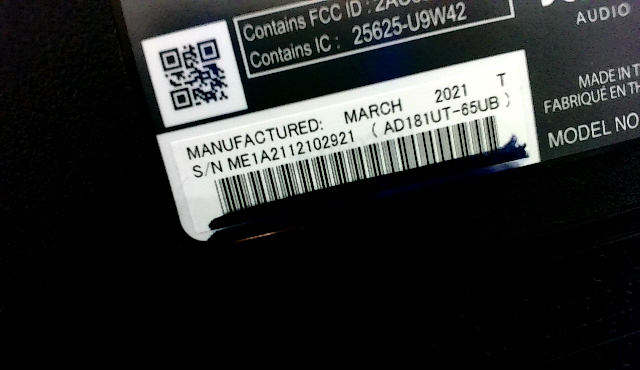 Contains FCC ID :
Contains IC : 25625-U9W42
AUDIO
MANUFACTURED: MARCH 2021 T
S/N ME1A2112102921 ( AD181UT-65UB )
MADE IN
FABRIQUÉ EN
MODEL NO